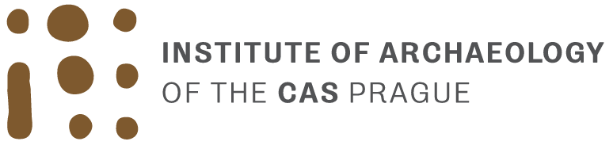 INSTITUTE OF ARCHAEOLOGY
OF THE CAS PRAGUE